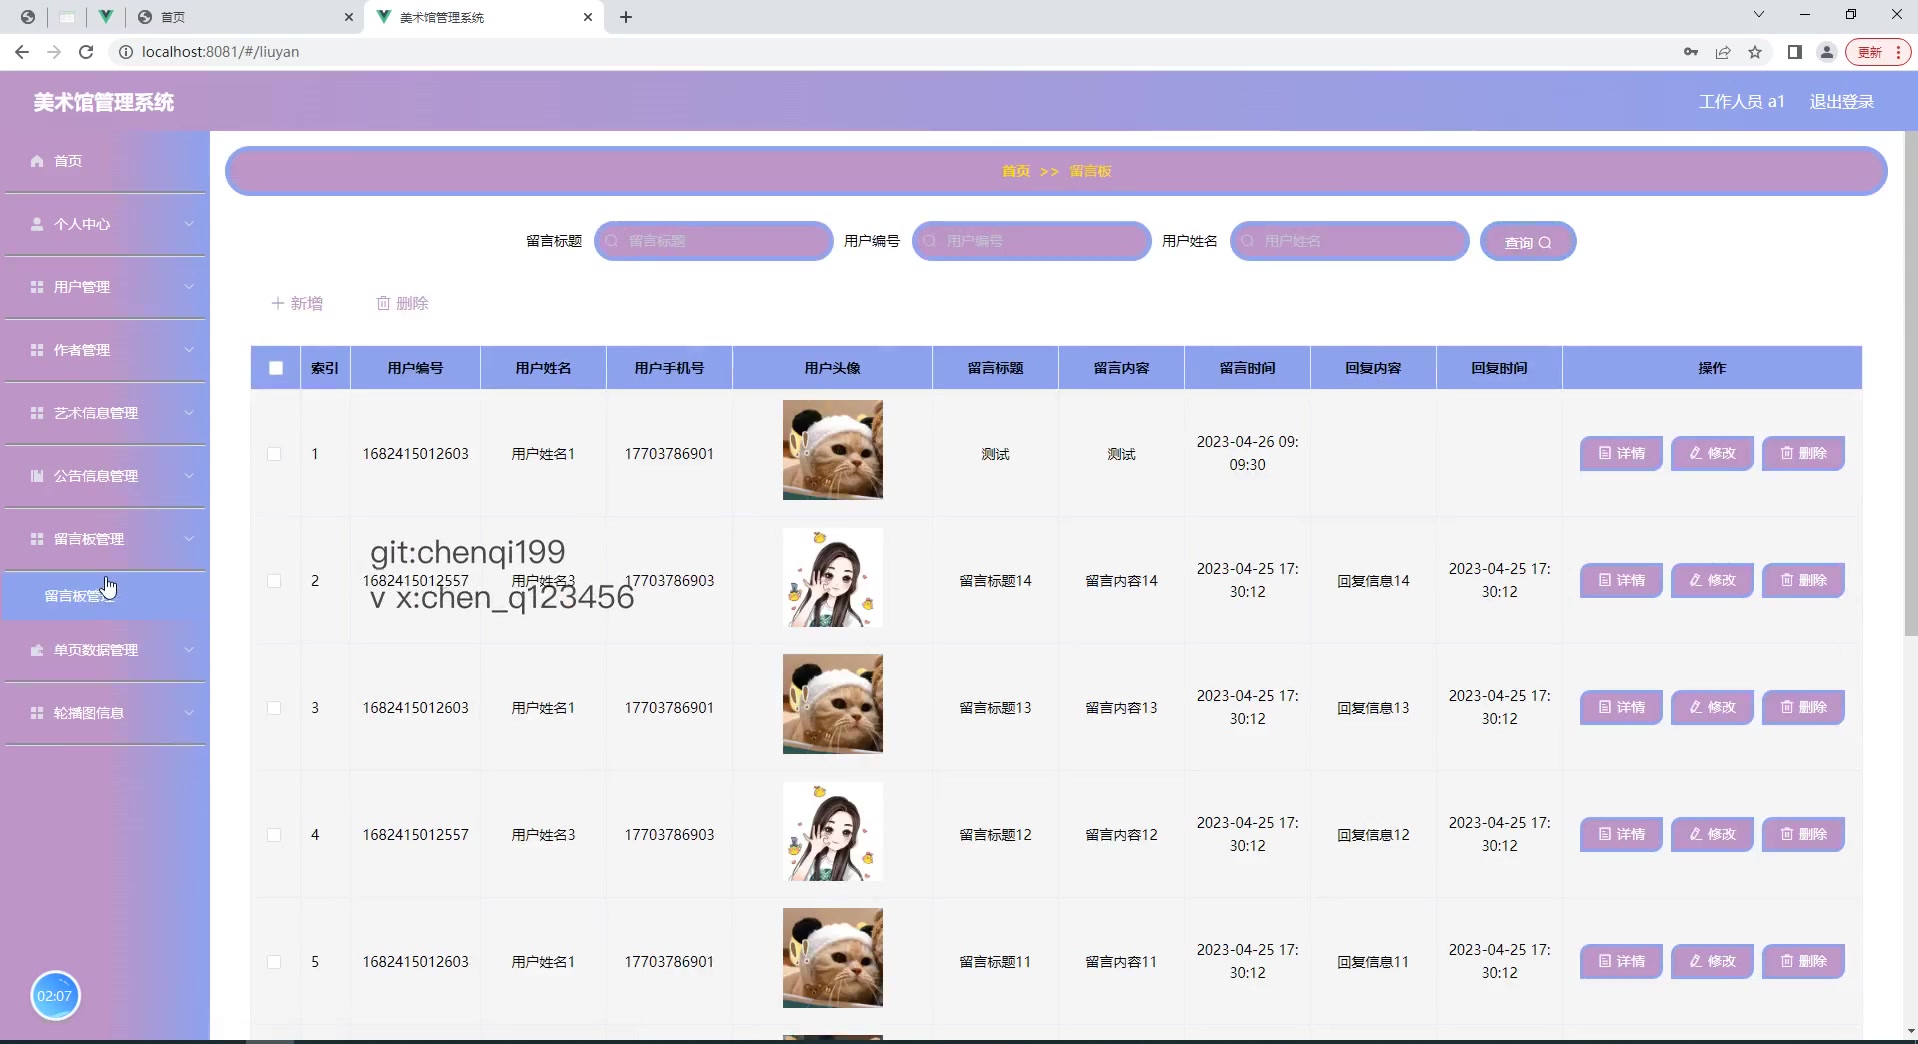 首页
美术馆管理系统
localhost:8081/#/liuyan
更新
美术馆管理系统
工作人员 a1
退出登录
首页
个人中心
用户管理
作者管理
艺术信息管理
公告信息管理
留言板管理
留言板管理
单页数据管理
轮播图信息
02:07
首页 >> 留言板
留言标题 留言标题 用户编号 用户编号 用户姓名 用户姓名 查询
新增 删除
索引 用户编号 用户姓名 用户手机号 用户头像 留言标题 留言内容 留言时间 回复内容 回复时间 操作
1 1682415012603 用户姓名1 17703786901 测试 测试 2023-04-26 09:
09:30
详情 修改 删除
git:chenqi199
2 1682415012557 用户姓名3 17703786903 留言标题14 留言内容14 2023-04-25 17:
30:12
回复信息14 2023-04-25 17:
30:12
详情 修改 删除
v x:chen_q123456
3 1682415012603 用户姓名1 17703786901 留言标题13 留言内容13 2023-04-25 17:
30:12
回复信息13 2023-04-25 17:
30:12
详情 修改 删除
4 1682415012557 用户姓名3 17703786903 留言标题12 留言内容12 2023-04-25 17:
30:12
回复信息12 2023-04-25 17:
30:12
详情 修改 删除
5 1682415012603 用户姓名1 17703786901 留言标题11 留言内容11 2023-04-25 17:
30:12
回复信息11 2023-04-25 17:
30:12
详情 修改 删除